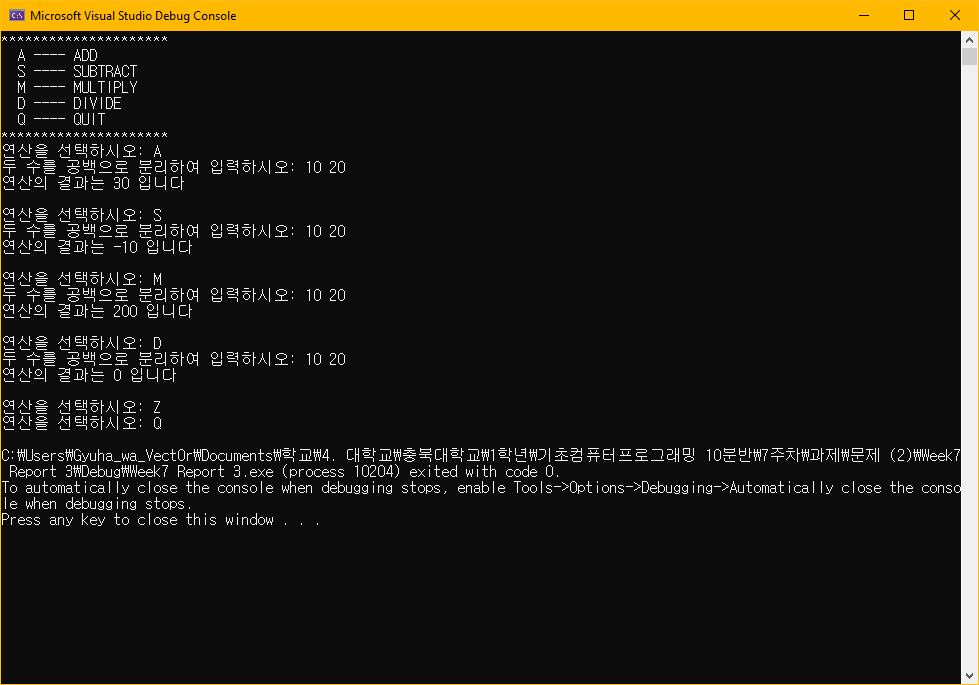 Microsoft Visual Studio Debug Console
*********************
  A ---- ADD
  S ---- SUBTRACT
  M ---- MULTIPLY
  D ---- DIVIDE
  Q ---- QUIT
*********************
연산을 선택하시오: A
두 수를 공백으로 분리하여 입력하시오: 10 20
연산의 결과는 30 입니다
연산을 선택하시오: S
두 수를 공백으로 분리하여 입력하시오: 10 20
연산의 결과는 -10 입니다
연산을 선택하시오: M
두 수를 공백으로 분리하여 입력하시오: 10 20
연산의 결과는 200 입니다
연산을 선택하시오: D
두 수를 공백으로 분리하여 입력하시오: 10 20
연산의 결과는 0 입니다
연산을 선택하시오: Z
연산을 선택하시오: Q
C:₩Users₩Gyuha_wa_VectOr₩Documents₩학교₩4. 대학교₩충북대학교₩1학년₩기초컴퓨터프로그래밍 10분반₩7주차₩과제₩문제 (2)₩Week7
 Report 3₩Debug₩Week7 Report 3.exe (process 10204) exited with code 0.
To automatically close the console when debugging stops, enable Tools->Options->Debugging->Automatically close the conso
le when debugging stops.
Press any key to close this window . . .